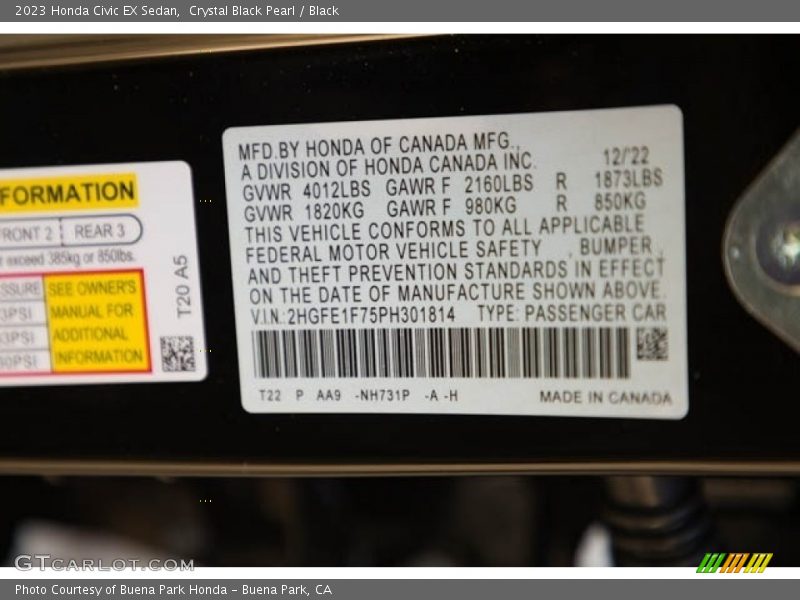 2023 Honda Civic EX Sedan,  Crystal Black Pearl / Black
FORMATION
FRONT 2 REAR 3
exceed 385kg or 850lbs.
SEE OWNER'S
3PSI MANUAL FOR
3PSI ADDITIONAL
0PSI INFORMATION
T20 A5
MFD.BY HONDA OF CANADA MFG.,
A DIVISION OF HONDA CANADA INC. 12/22
GVWR 4012LBS GAWR F 2160LBS R 1873LBS
GVWR 1820KG GAWR F 980KG R 850KG
THIS VEHICLE CONFORMS TO ALL APPLICABLE
FEDERAL MOTOR VEHICLE SAFETY , BUMPER ,
AND THEFT PREVENTION STANDARDS IN EFFECT
ON THE DATE OF MANUFACTURE SHOWN ABOVE.
V.I.N:2HGFE1F75PH301814 TYPE: PASSENGER CAR
T22 P AA9 -NH731P -A -H MADE IN CANADA
GTCARLOT.COM
Photo Courtesy of Buena Park Honda – Buena Park, CA